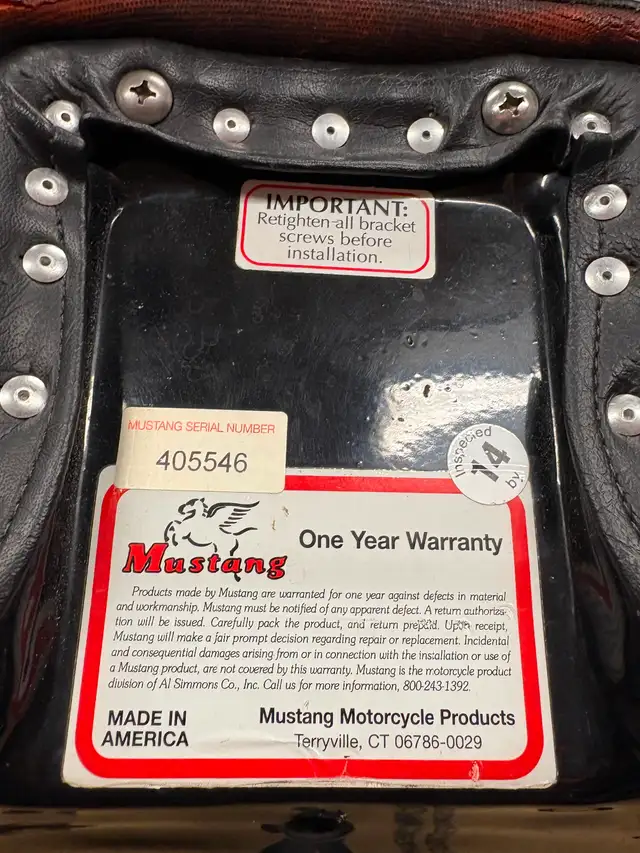 IMPORTANT:
Retighten all bracket
screws before
installation.
MUSTANG SERIAL NUMBER
405546
Inspected
14
by
Mustang
One Year Warranty
Products made by Mustang are warranted for one year against defects in material
and workmanship. Mustang must be notified of any apparent defect. A return authoriza-
tion will be issued. Carefully pack the product, and return prepaid. Upon receipt,
Mustang will make a fair prompt decision regarding repair or replacement. Incidental
and consequential damages arising from or in connection with the installation or use of
a Mustang product, are not covered by this warranty. Mustang is the motorcycle product
division of Al Simmons Co., Inc. Call us for more information, 800-243-1392.
MADE IN
AMERICA
Mustang Motorcycle Products
Terryville, CT 06786-0029